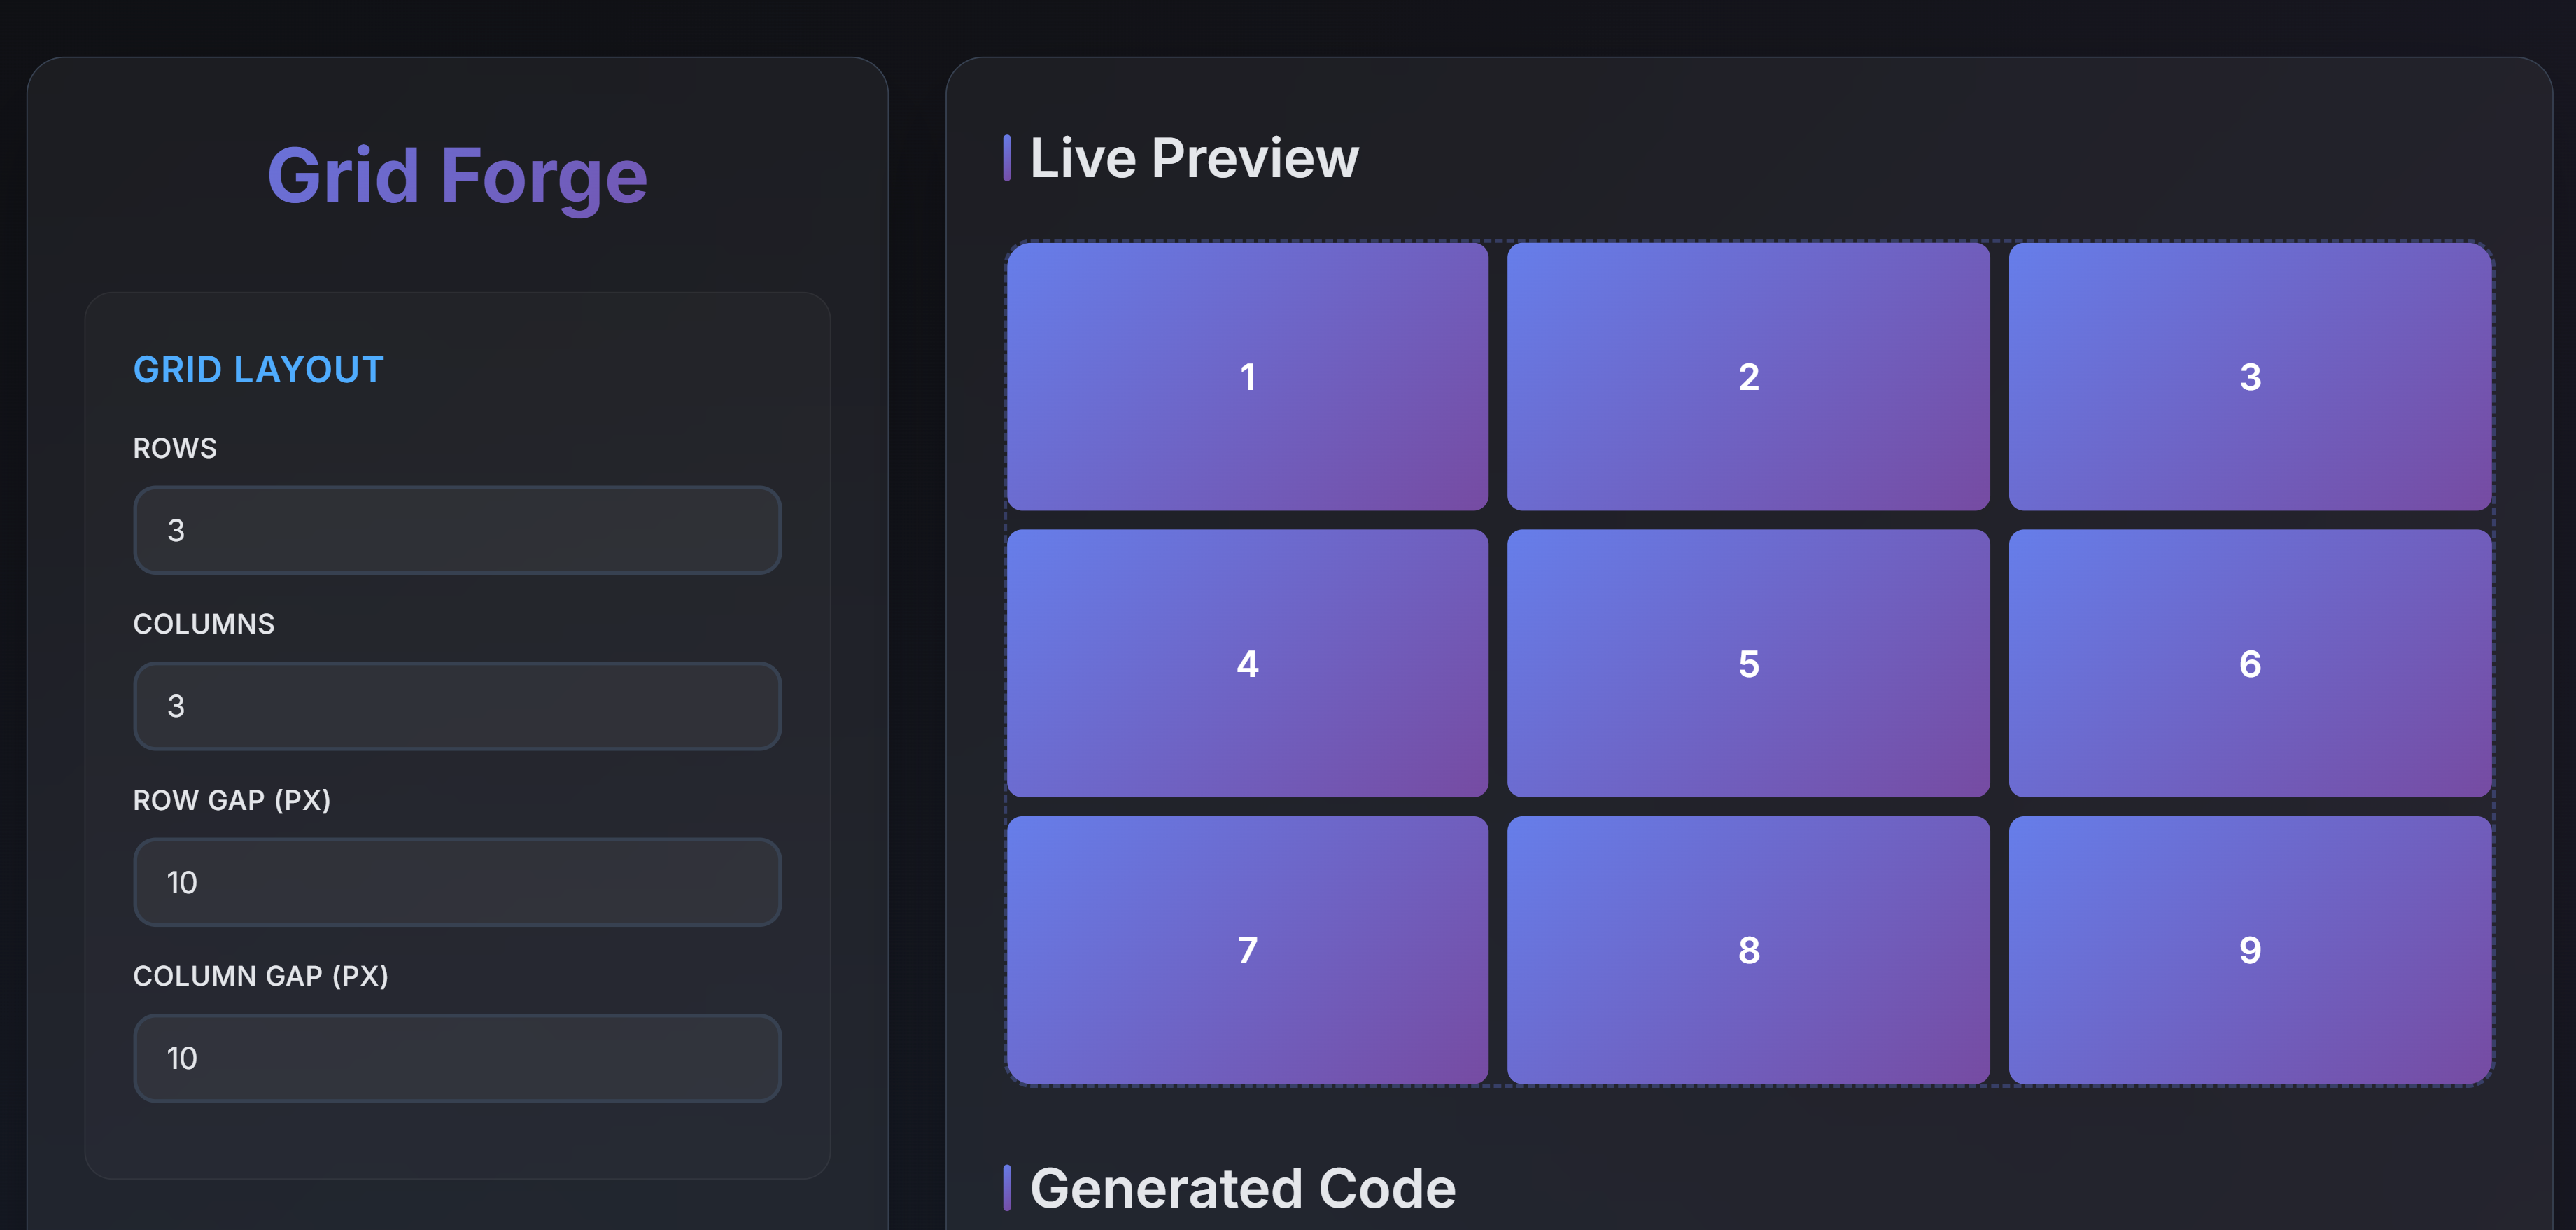 Grid Forge
GRID LAYOUT
ROWS
3
COLUMNS
3
ROW GAP (PX)
10
COLUMN GAP (PX)
10
Live Preview
1
2
3
4
5
6
7
8
9
Generated Code